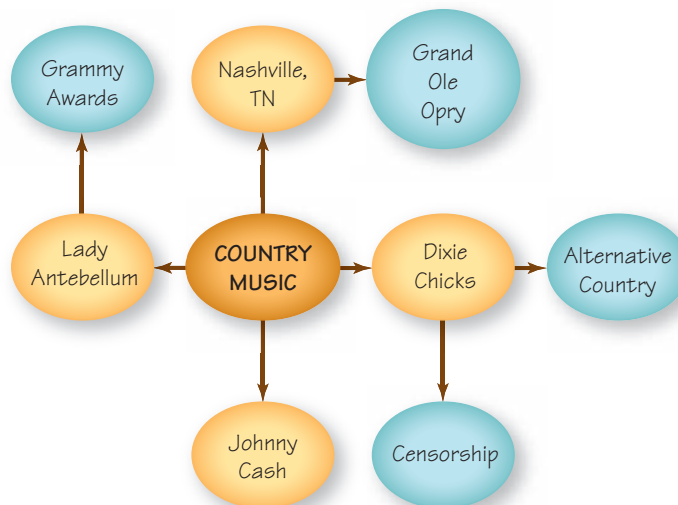 Grammy
Awards
Nashville,
TN
Grand
Ole
Opry
Lady
Antebellum
COUNTRY
MUSIC
Dixie
Chicks
Alternative
Country
Johnny
Cash
Censorship